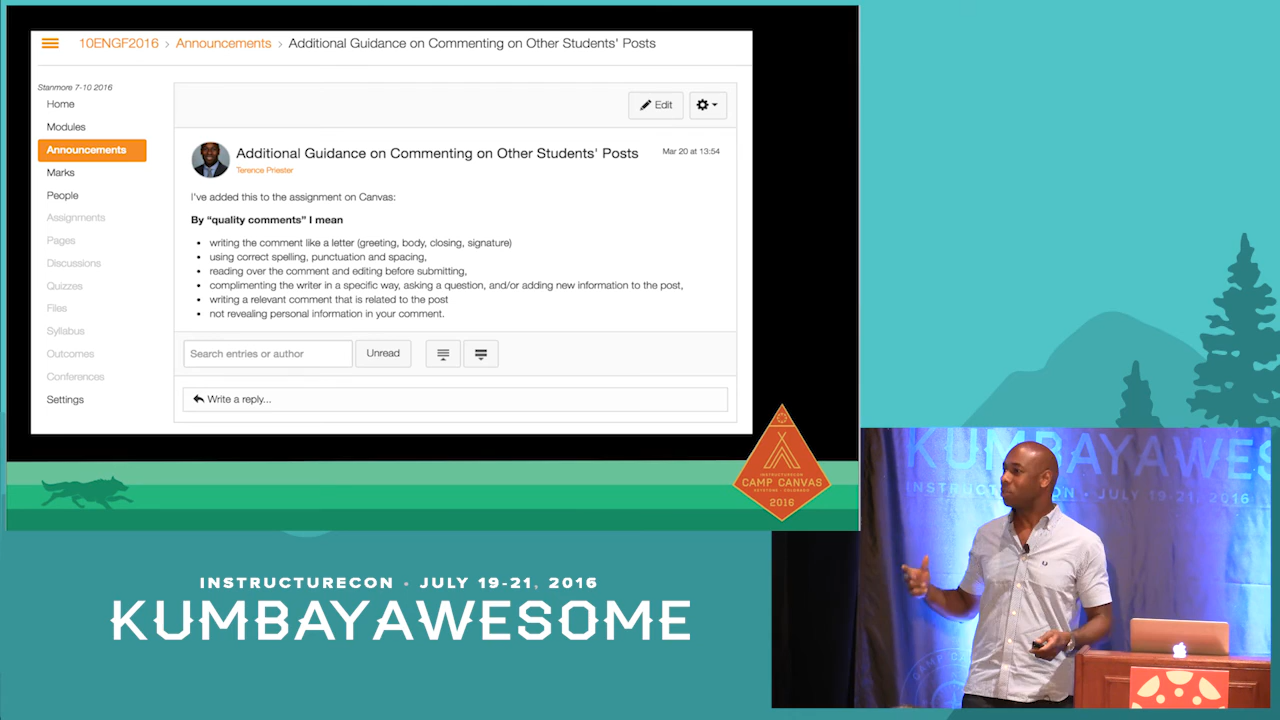 10ENGF2016 > Announcements > Additional Guidance on Commenting on Other Students' Posts
Stanmore 7-10 2016
Home
Modules
Announcements
Marks
People
Assignments
Pages
Discussions
Quizzes
Files
Syllabus
Outcomes
Conferences
Settings
Edit
Additional Guidance on Commenting on Other Students' Posts
Mar 20 at 13:54
Terence Priester
I've added this to the assignment on Canvas:
By “quality comments” I mean
• writing the comment like a letter (greeting, body, closing, signature)
• using correct spelling, punctuation and spacing,
• reading over the comment and editing before submitting,
• complimenting the writer in a specific way, asking a question, and/or adding new information to the post,
• writing a relevant comment that is related to the post
• not revealing personal information in your comment.
Search entries or author
Unread
Write a reply...
INSTRUCTURECON
CAMP CANVAS
KEYSTONE • COLORADO
2016
INSTRUCTURECON • JULY 19-21, 2016
KUMBAYAWESOME
KUMBAYAWES
INSTRUCTURECON • JULY 19-21, 2016